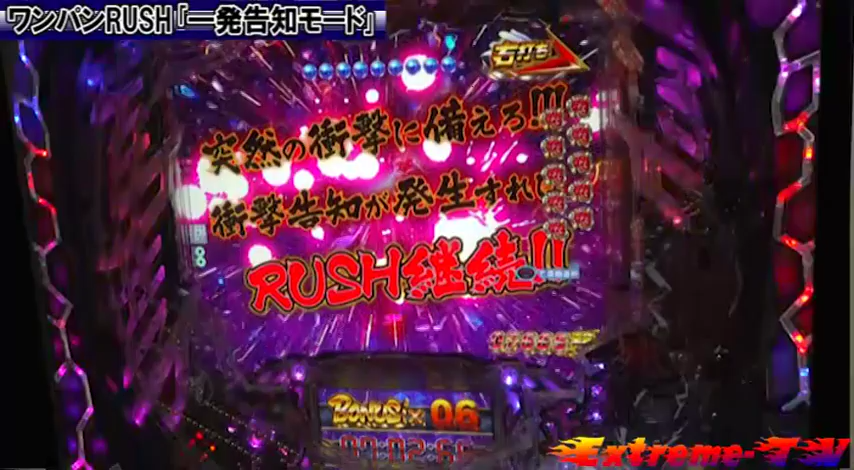 ワンパンRUSH「一発告知モード」
右打ち
突然の衝撃に備えろ!!!
衝撃告知が発生すれば
RUSH継続!!
BONUS× 06
Extreme-TV